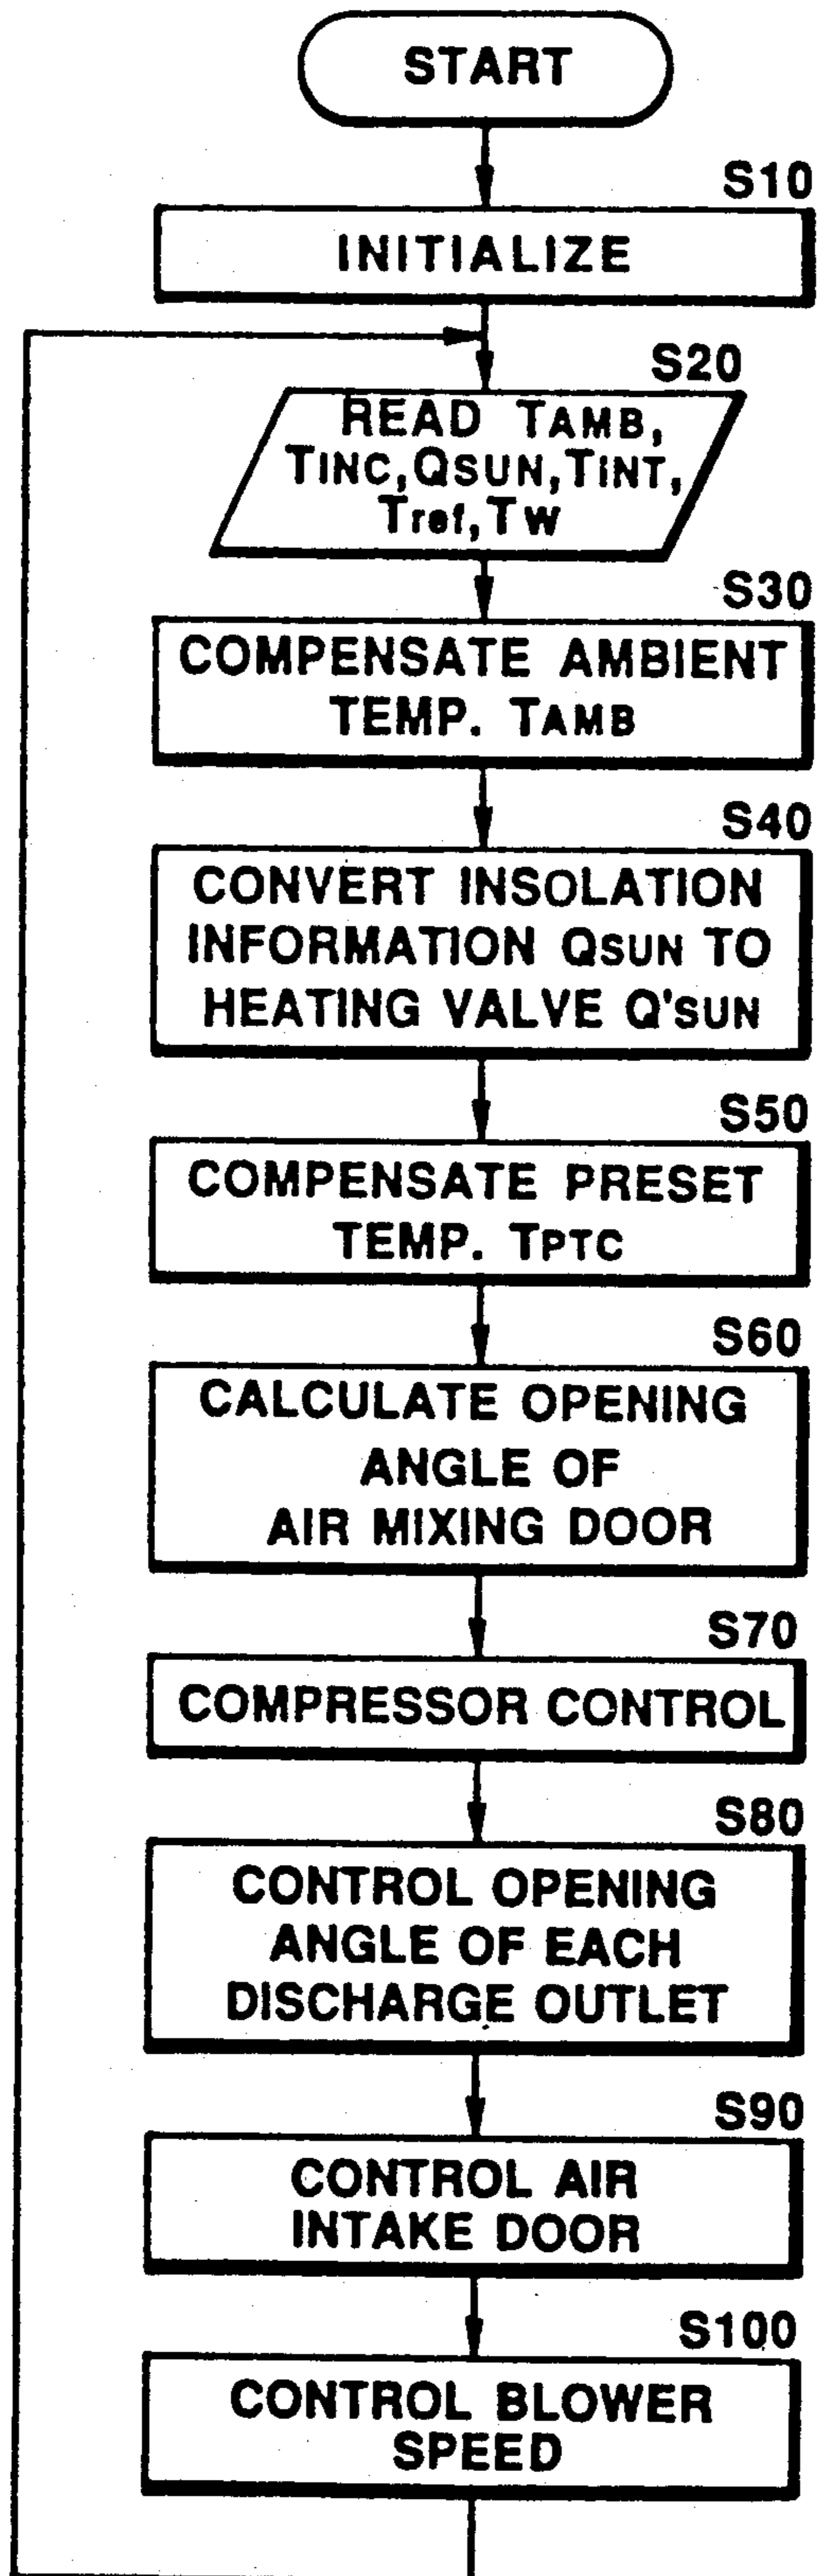 START
S10
INITIALIZE
S20
READ TAMB,
TINC,QSUN,TINT,
Tref,Tw
S30
COMPENSATE AMBIENT
TEMP. TAMB
S40
CONVERT INSOLATION
INFORMATION QSUN TO
HEATING VALVE Q'SUN
S50
COMPENSATE PRESET
TEMP. TPTC
S60
CALCULATE OPENING
ANGLE OF
AIR MIXING DOOR
S70
COMPRESSOR CONTROL
S80
CONTROL OPENING
ANGLE OF EACH
DISCHARGE OUTLET
S90
CONTROL AIR
INTAKE DOOR
S100
CONTROL BLOWER
SPEED